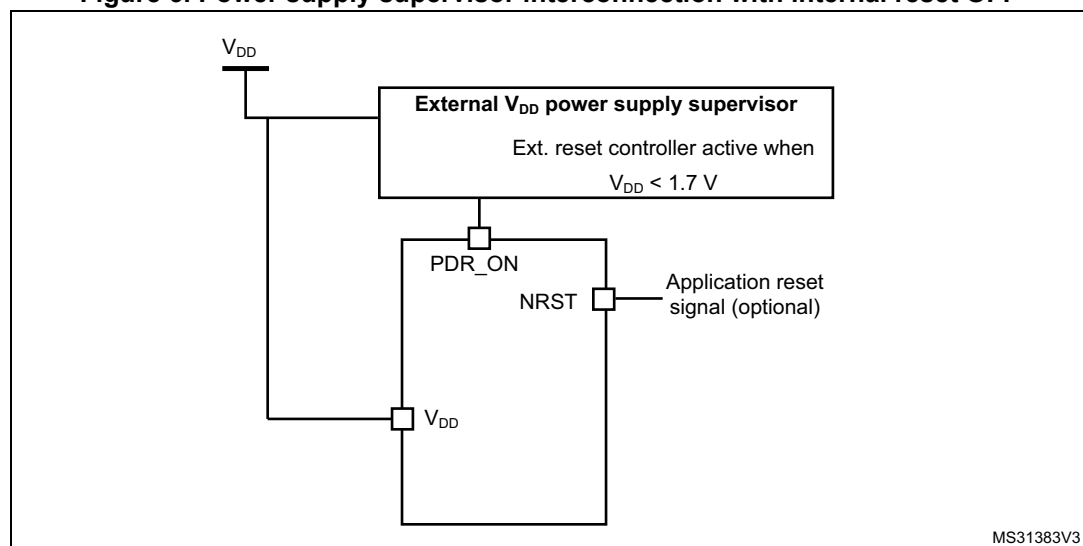 VDD
External VDD power supply supervisor
Ext. reset controller active when
VDD < 1.7 V
PDR_ON
NRST
Application reset
signal (optional)
VDD
MS31383V3